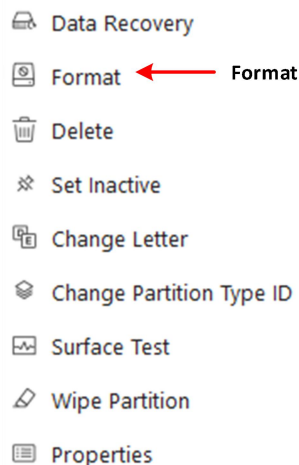 Data Recovery
Format Format
Delete
Set Inactive
Change Letter
Change Partition Type ID
Surface Test
Wipe Partition
Properties